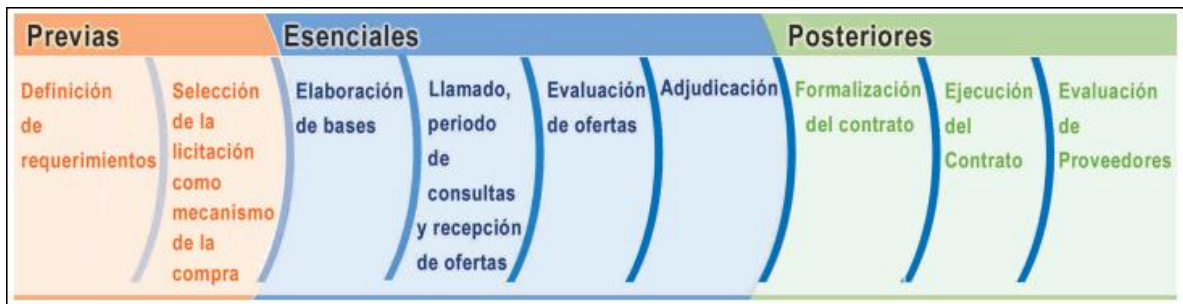 Previas
Esenciales
Posteriores
Definición
de
requerimientos
Selección
de la
licitación
como
mecanismo
de la
compra
Elaboración
de bases
Llamado,
periodo
de
consultas
y recepción
de ofertas
Evaluación
de ofertas
Adjudicación
Formalización
del contrato
Ejecución
del
Contrato
Evaluación
de
Proveedores